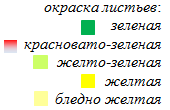 окраска листьев:
зеленая
красновато-зеленая
желто-зеленая
желтая
бледно желтая